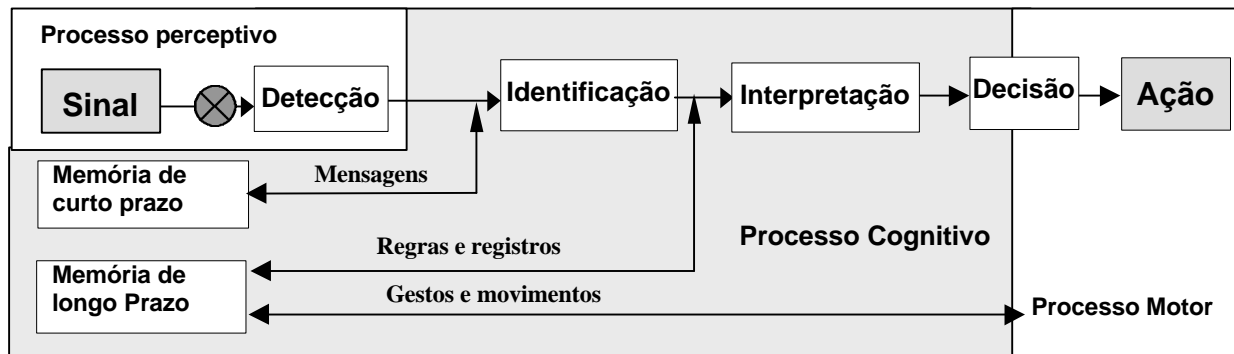 Processo perceptivo
Sinal
Detecção
Identificação
Interpretação
Decisão
Ação
Memória de
curto prazo
Mensagens
Regras e registros
Processo Cognitivo
Memória de
longo Prazo
Gestos e movimentos
Processo Motor